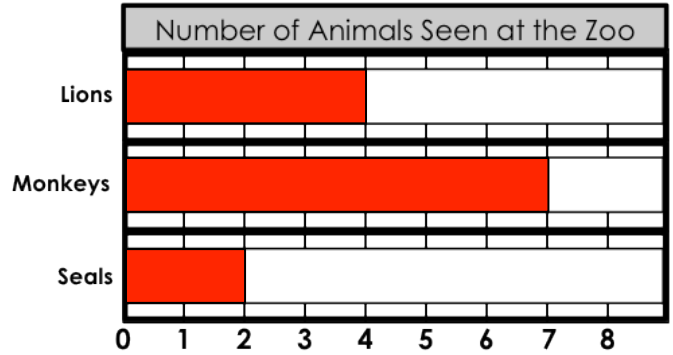 Number of Animals Seen at the Zoo
Lions
Monkeys
Seals
0 1 2 3 4 5 6 7 8